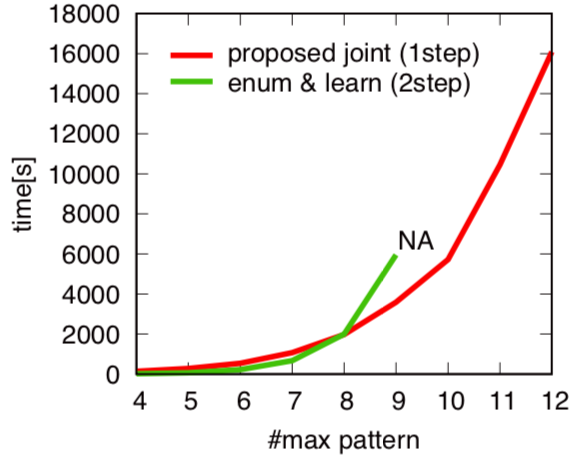 18000
16000
14000
12000
10000
8000
6000
4000
2000
0
time[s]
proposed joint (1step)
enum & learn (2step)
NA
4 5 6 7 8 9 10 11 12
#max pattern